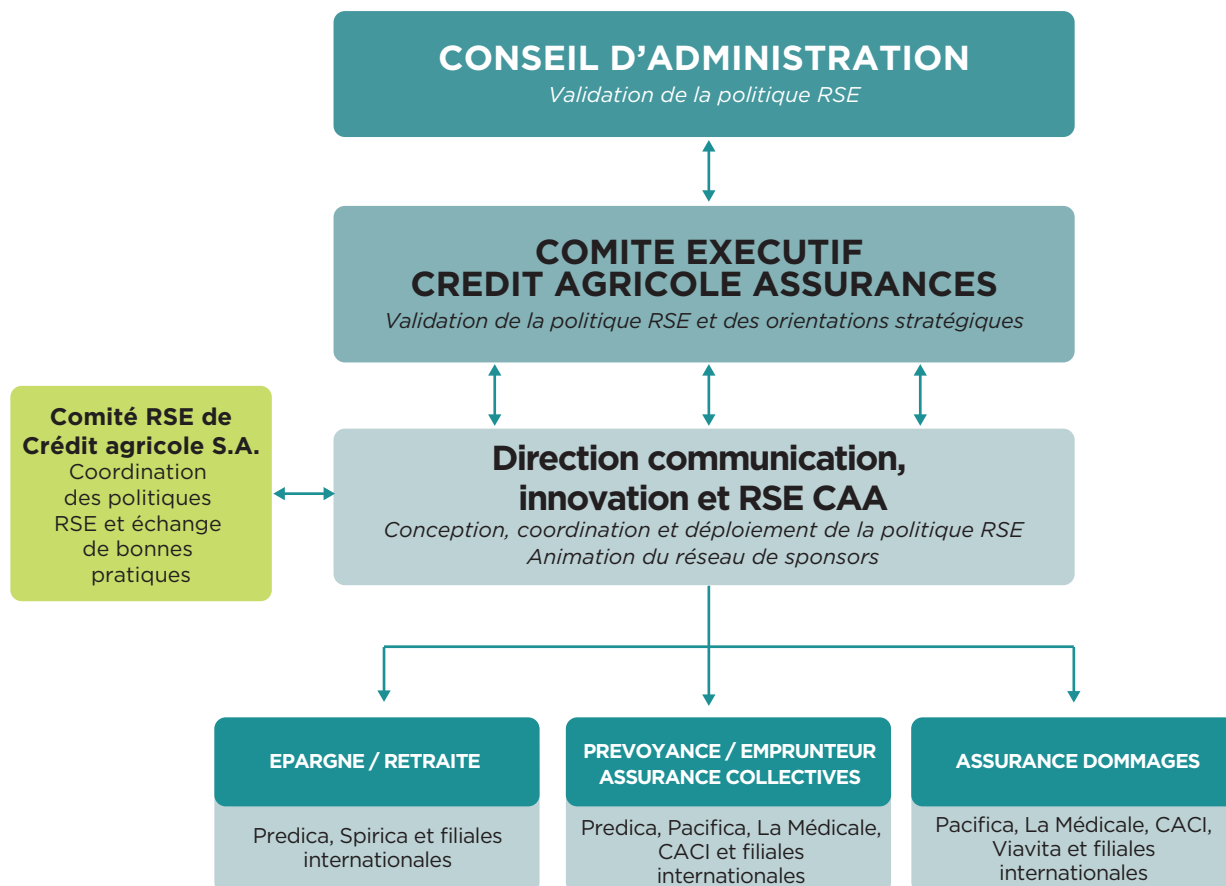 CONSEIL D’ADMINISTRATION
Validation de la politique RSE
COMITE EXECUTIF
CREDIT AGRICOLE ASSURANCES
Validation de la politique RSE et des orientations stratégiques
Comité RSE de
Crédit agricole S.A.
Coordination
des politiques
RSE et échange
de bonnes
pratiques
Direction communication,
innovation et RSE CAA
Conception, coordination et déploiement de la politique RSE
Animation du réseau de sponsors
EPARGNE / RETRAITE
Predica, Spirica et filiales
internationales
PREVOYANCE / EMPRUNTEUR
ASSURANCE COLLECTIVES
Predica, Pacifica, La Médicale,
CACI et filiales
internationales
ASSURANCE DOMMAGES
Pacifica, La Médicale, CACI,
Viavita et filiales
internationales